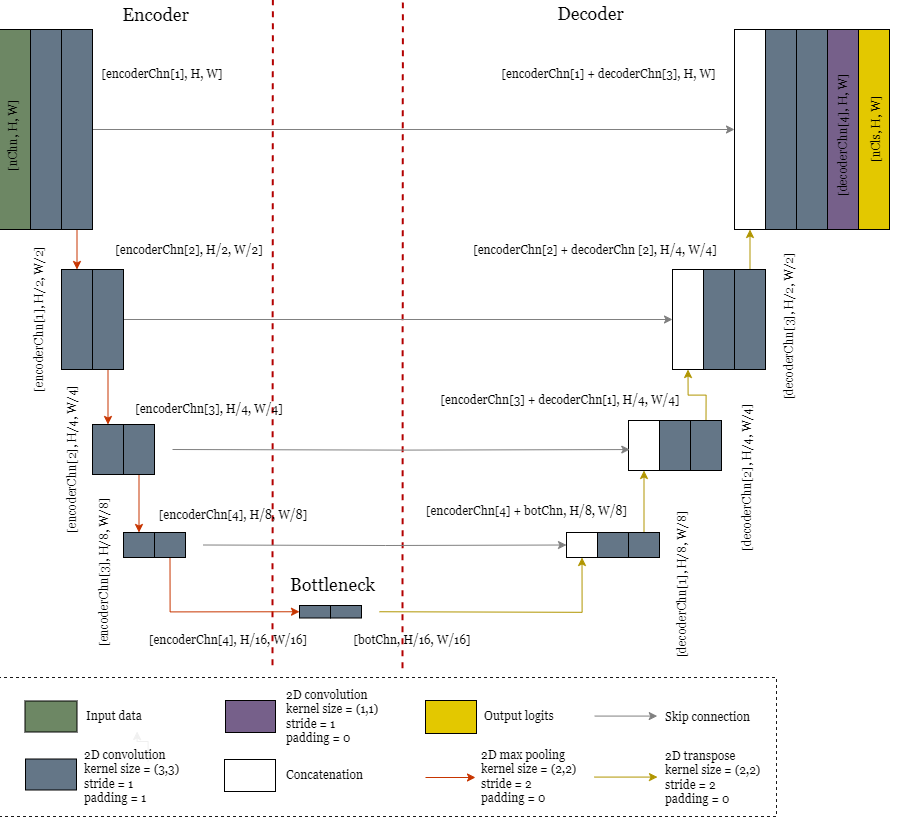 Encoder
Decoder
[nChn, H, W]
[encoderChn[1], H, W]
[encoderChn[1] + decoderChn[3], H, W]
[decoderChn[4], H, W]
[nCls, H, W]
[encoderChn[1], H/2, W/2]
[encoderChn[2], H/2, W/2]
[encoderChn[2] + decoderChn [2], H/4, W/4]
[decoderChn[3], H/2, W/2]
[encoderChn[2], H/4, W/4]
[encoderChn[3], H/4, W/4]
[encoderChn[3] + decoderChn[1], H/4, W/4]
[decoderChn[2], H/4, W/4]
[encoderChn[3], H/8, W/8]
[encoderChn[4], H/8, W/8]
[encoderChn[4] + botChn, H/8, W/8]
[decoderChn[1], H/8, W/8]
Bottleneck
[encoderChn[4], H/16, W/16]
[botChn, H/16, W/16]
Input data
2D convolution
kernel size = (1,1)
stride = 1
padding = 0
Output logits
Skip connection
2D convolution
kernel size = (3,3)
stride = 1
padding = 1
Concatenation
2D max pooling
kernel size = (2,2)
stride = 2
padding = 0
2D transpose
kernel size = (2,2)
stride = 2
padding = 0